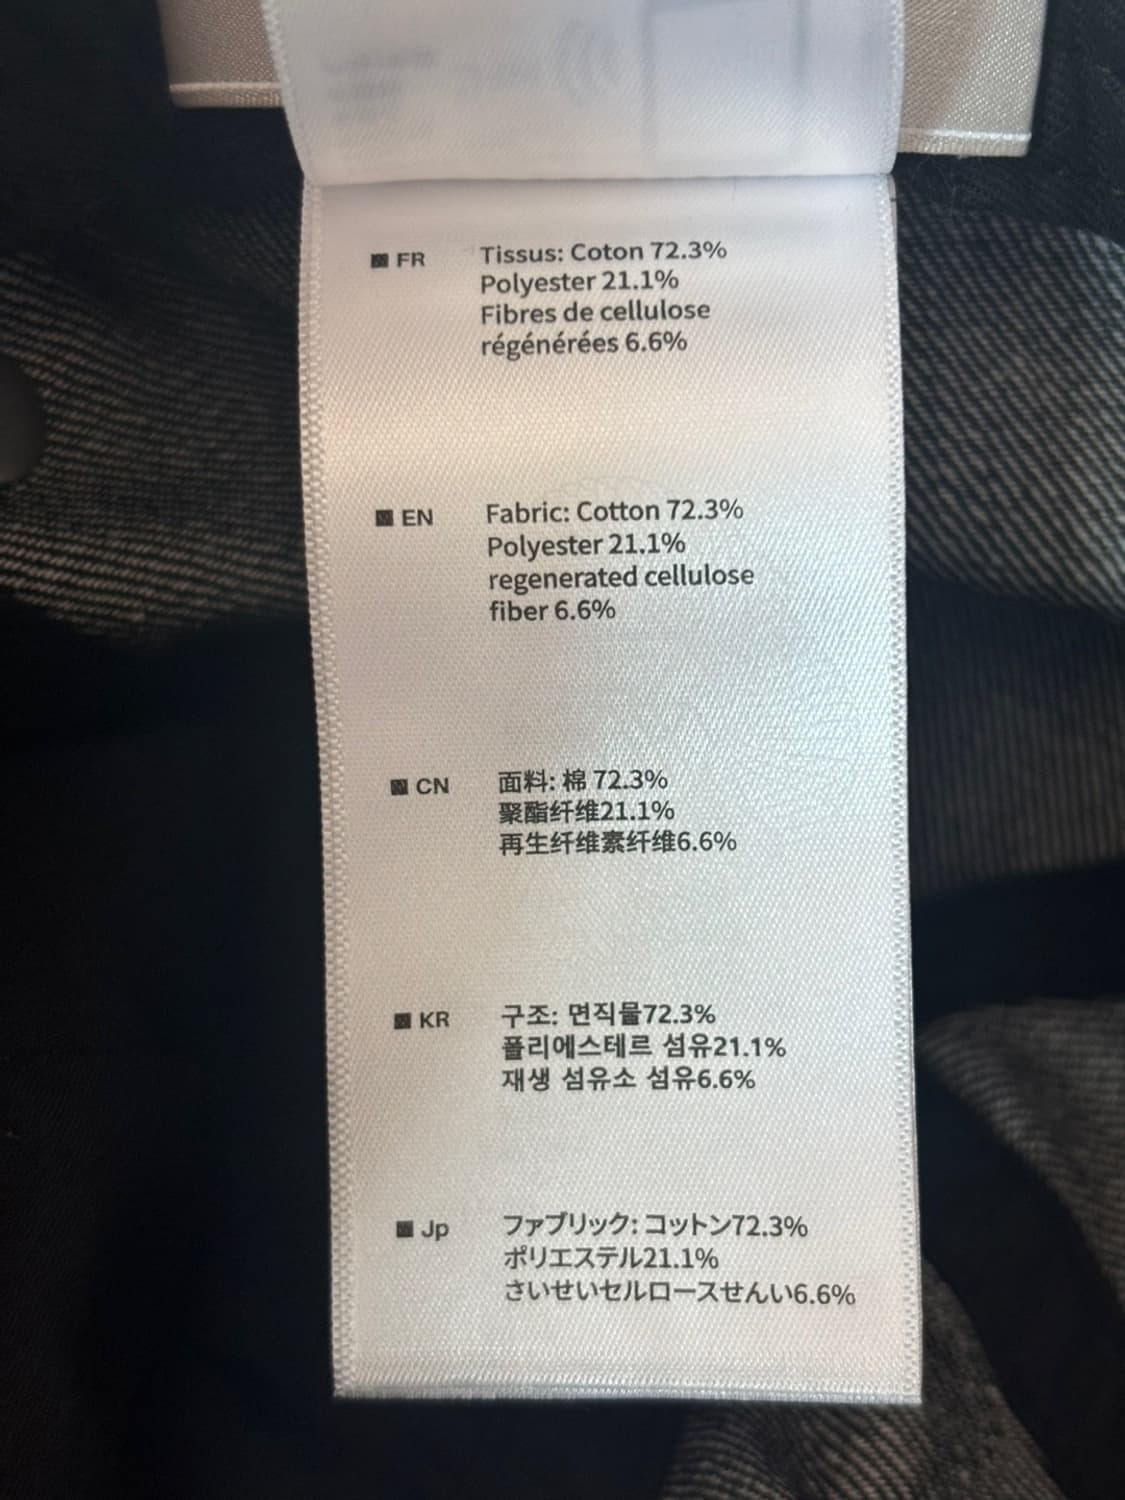 FR Tissus: Coton 72.3%
Polyester 21.1%
Fibres de cellulose
régénérées 6.6%
EN Fabric: Cotton 72.3%
Polyester 21.1%
regenerated cellulose
fiber 6.6%
CN 面料: 棉 72.3%
聚酯纤维21.1%
再生纤维素纤维6.6%
KR 구조: 면직물72.3%
폴리에스테르 섬유21.1%
재생 섬유소 섬유6.6%
Jp ファブリック: コットン72.3%
ポリエステル21.1%
さいせいセルロースせんい6.6%